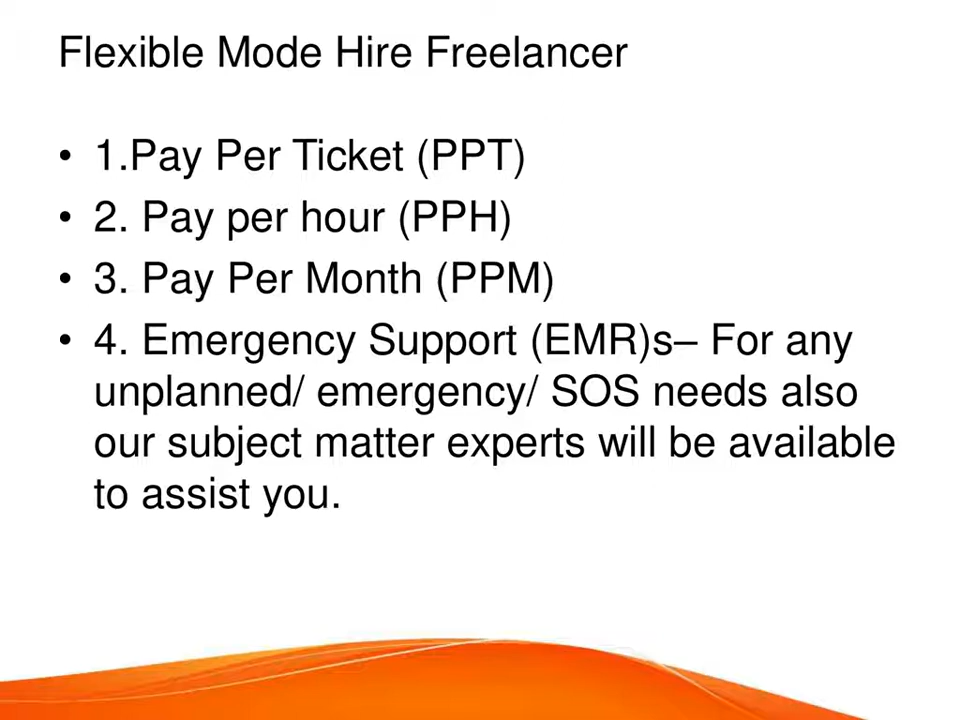 Flexible Mode Hire Freelancer
• 1.Pay Per Ticket (PPT)
• 2. Pay per hour (PPH)
• 3. Pay Per Month (PPM)
• 4. Emergency Support (EMR)s– For any
unplanned/ emergency/ SOS needs also
our subject matter experts will be available
to assist you.